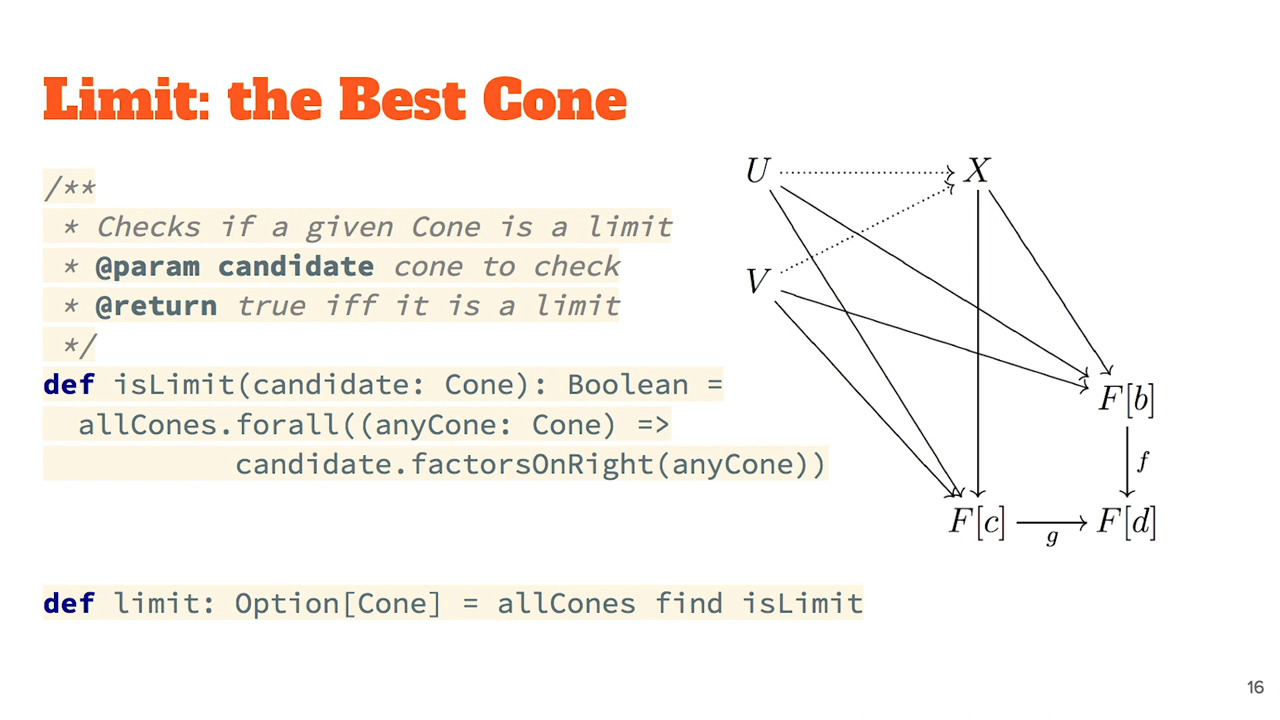 Limit: the Best Cone
/**
* Checks if a given Cone is a limit
* @param candidate cone to check
* @return true iff it is a limit
*/
def isLimit(candidate: Cone): Boolean =
allCones.forall((anyCone: Cone) =>
candidate.factorsOnRight(anyCone))
def limit: Option[Cone] = allCones find isLimit
U
X
V
F[b]
f
F[c]
g
F[d]
16